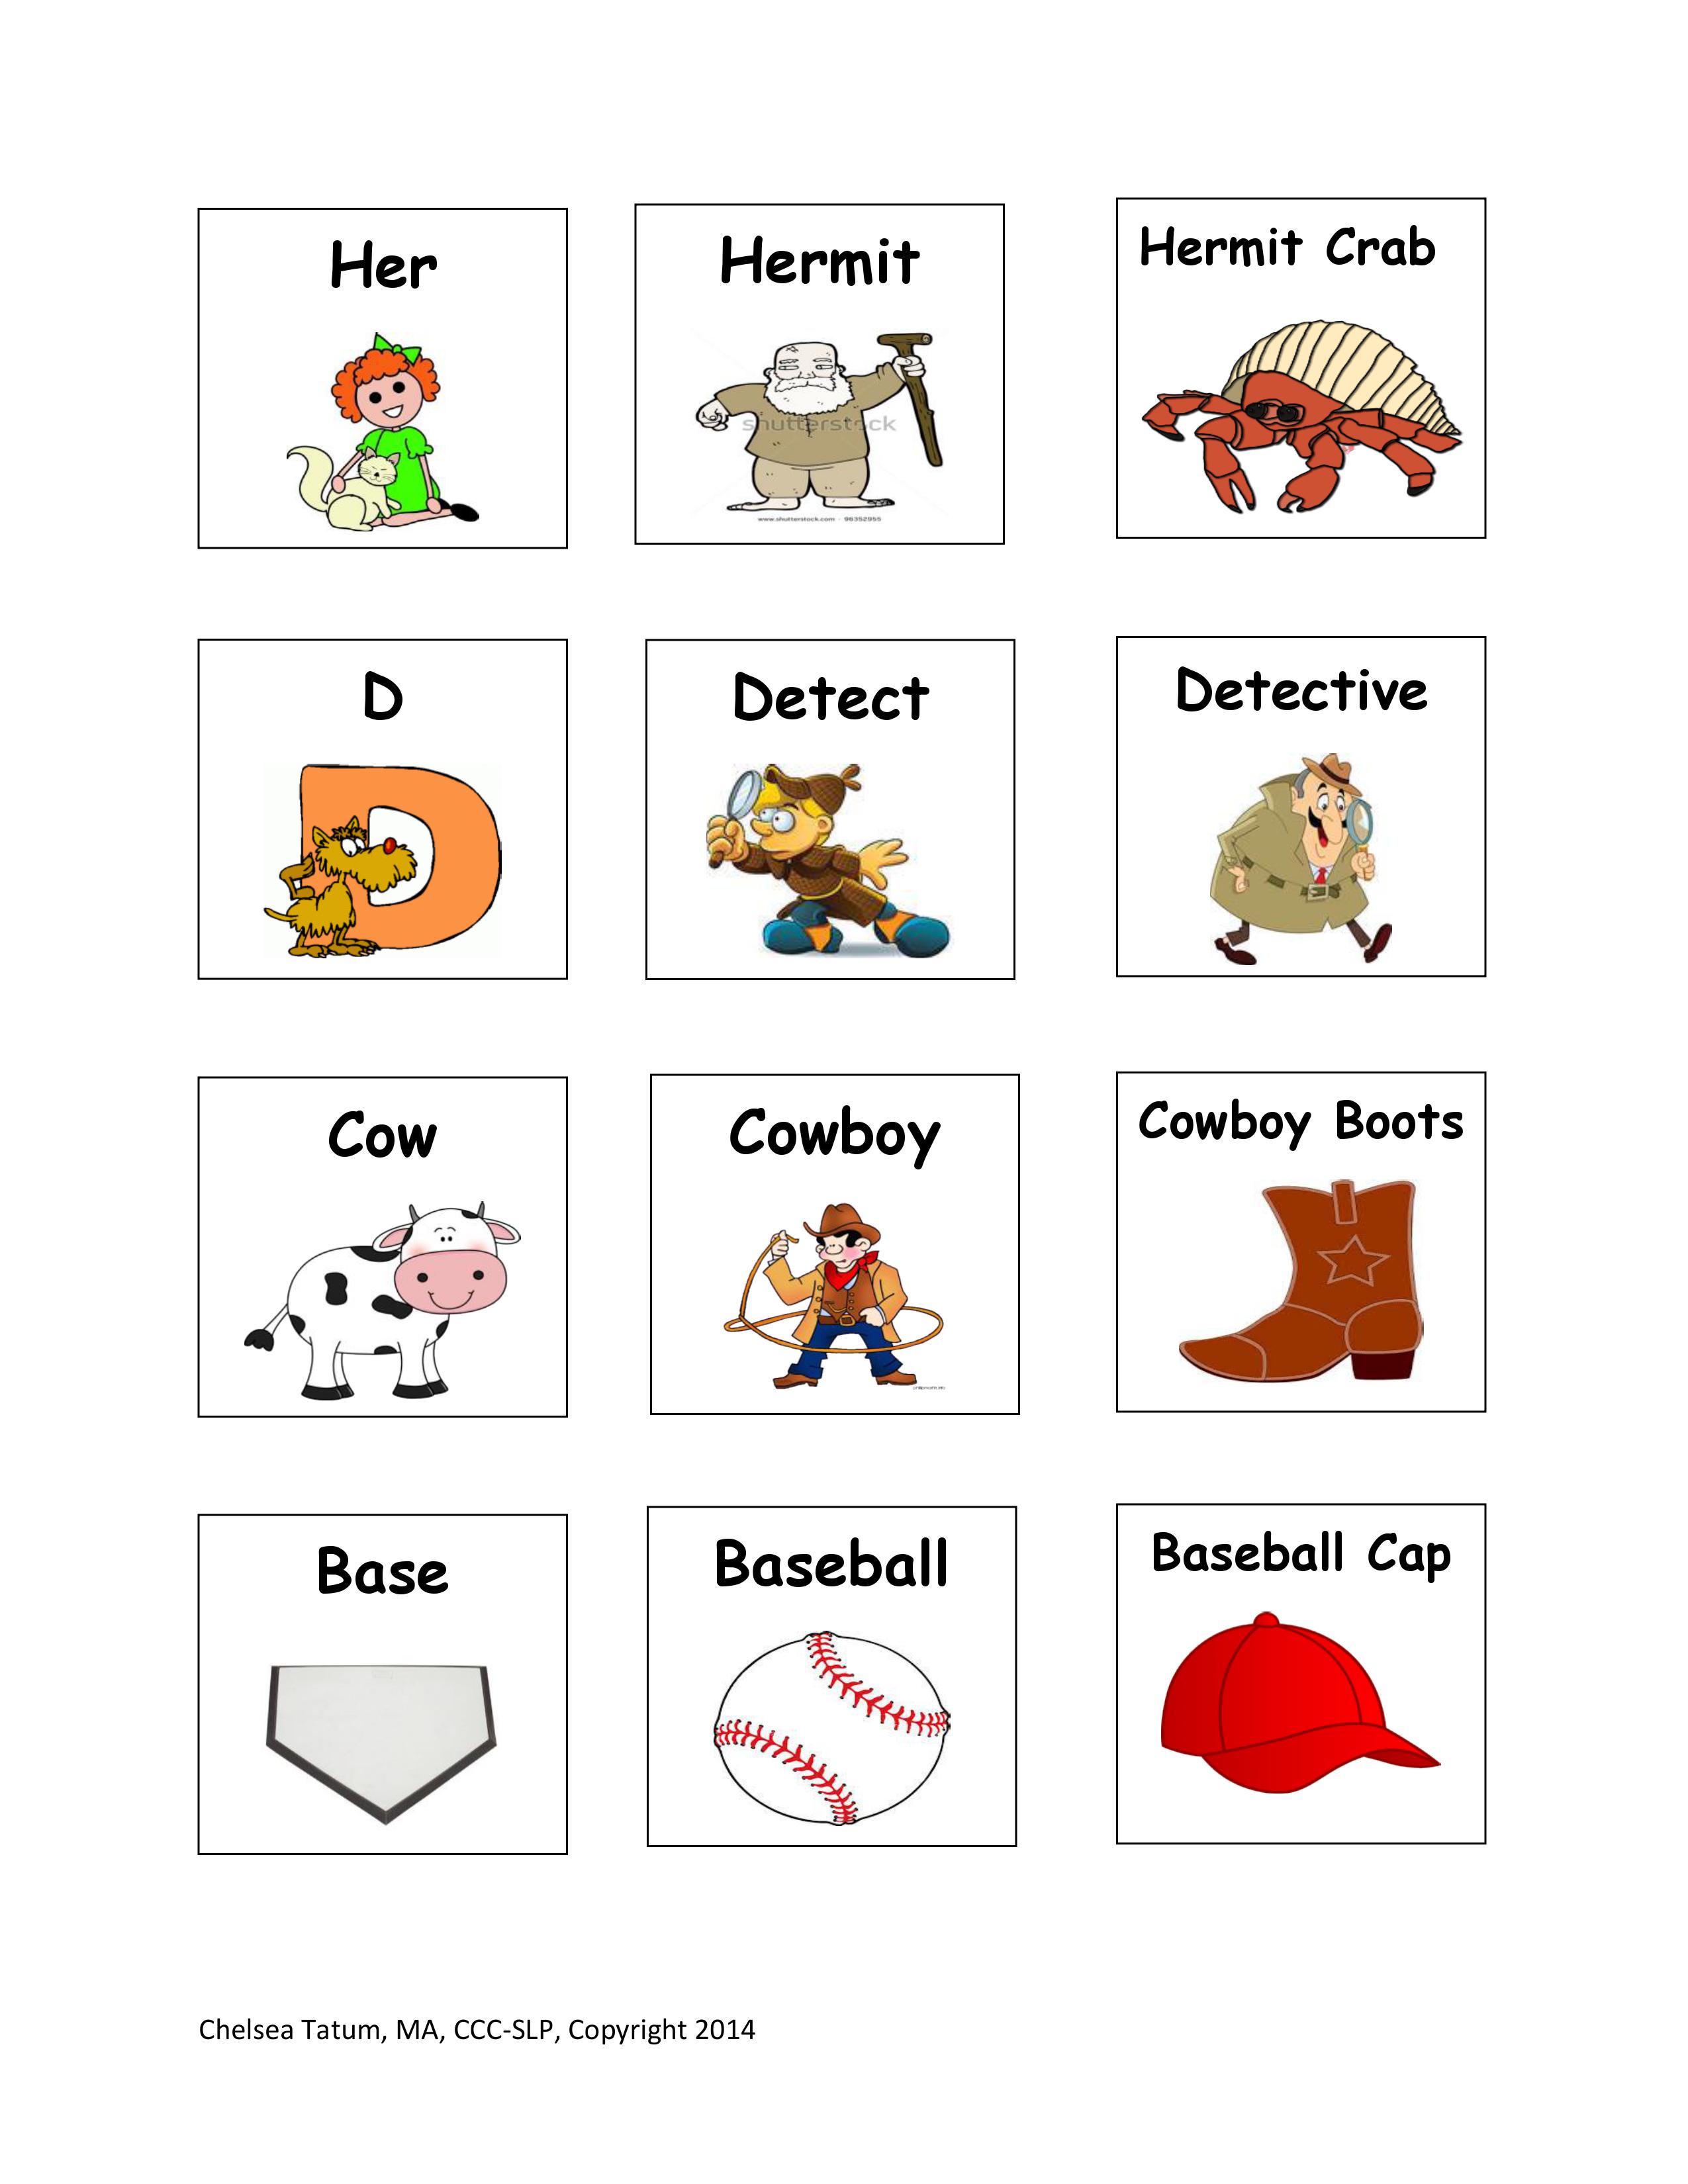 Her
Hermit
Hermit Crab
shutterstock
www.shutterstock.com · 96352955
D
Detect
Detective
Cow
Cowboy
Cowboy Boots
Base
Baseball
Baseball Cap
Chelsea Tatum, MA, CCC-SLP, Copyright 2014